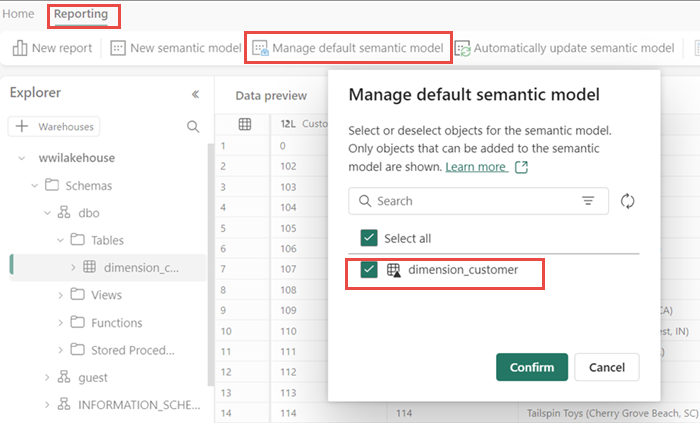 Home Reporting
New report New semantic model Manage default semantic model Automatically update semantic model
Explorer
+ Warehouses
wwilakehouse
Schemas
dbo
Tables
dimension_c...
Views
Functions
Stored Proced...
guest
INFORMATION_SCHE...
Data preview
12L Custo
1 0
2 102
3 103
4 104
5 105
6 106
7 107
8 108
9 109 CA)
10 110 est, IN)
11 111
12 112
13 113
14 114 114 Tailspin Toys (Cherry Grove Beach, SC)
Manage default semantic model
Select or deselect objects for the semantic model.
Only objects that can be added to the semantic
model are shown. Learn more
Search
Select all
dimension_customer
Confirm Cancel